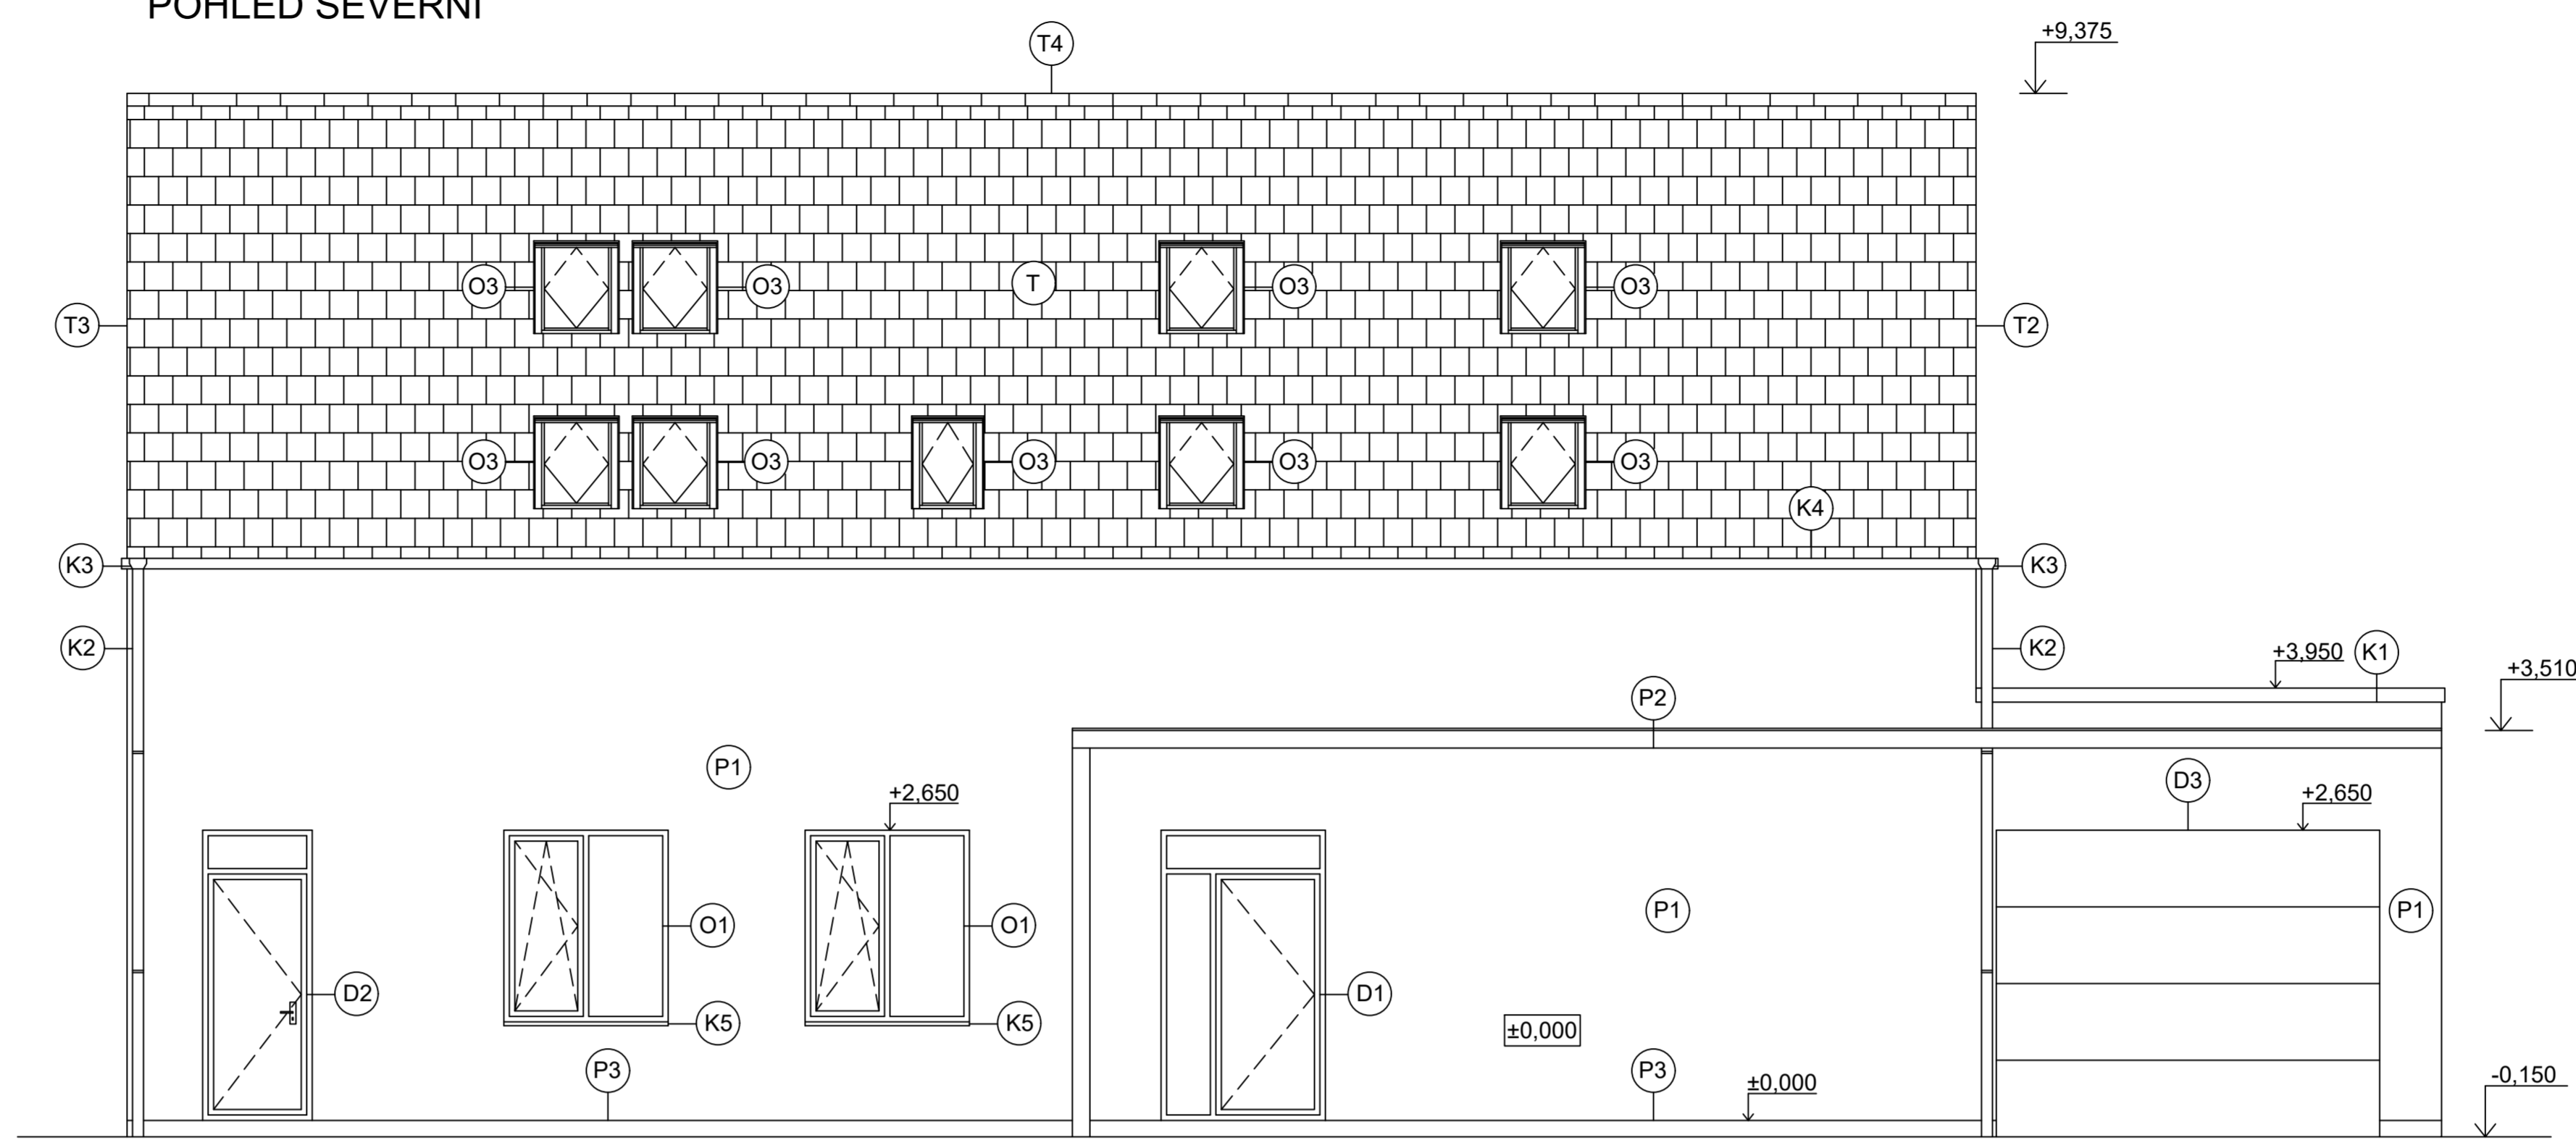 POHLED SEVERNÍ
T4
+9,375
O3
O3
T
O3
O3
T3
T2
O3
O3
O3
O3
O3
K4
K3
K3
K2
K2
+3,950
K1
+3,510
P2
P1
D3
+2,650
+2,650
O1
O1
P1
P1
D2
D1
K5
K5
±0,000
P3
P3
±0,000
-0,150